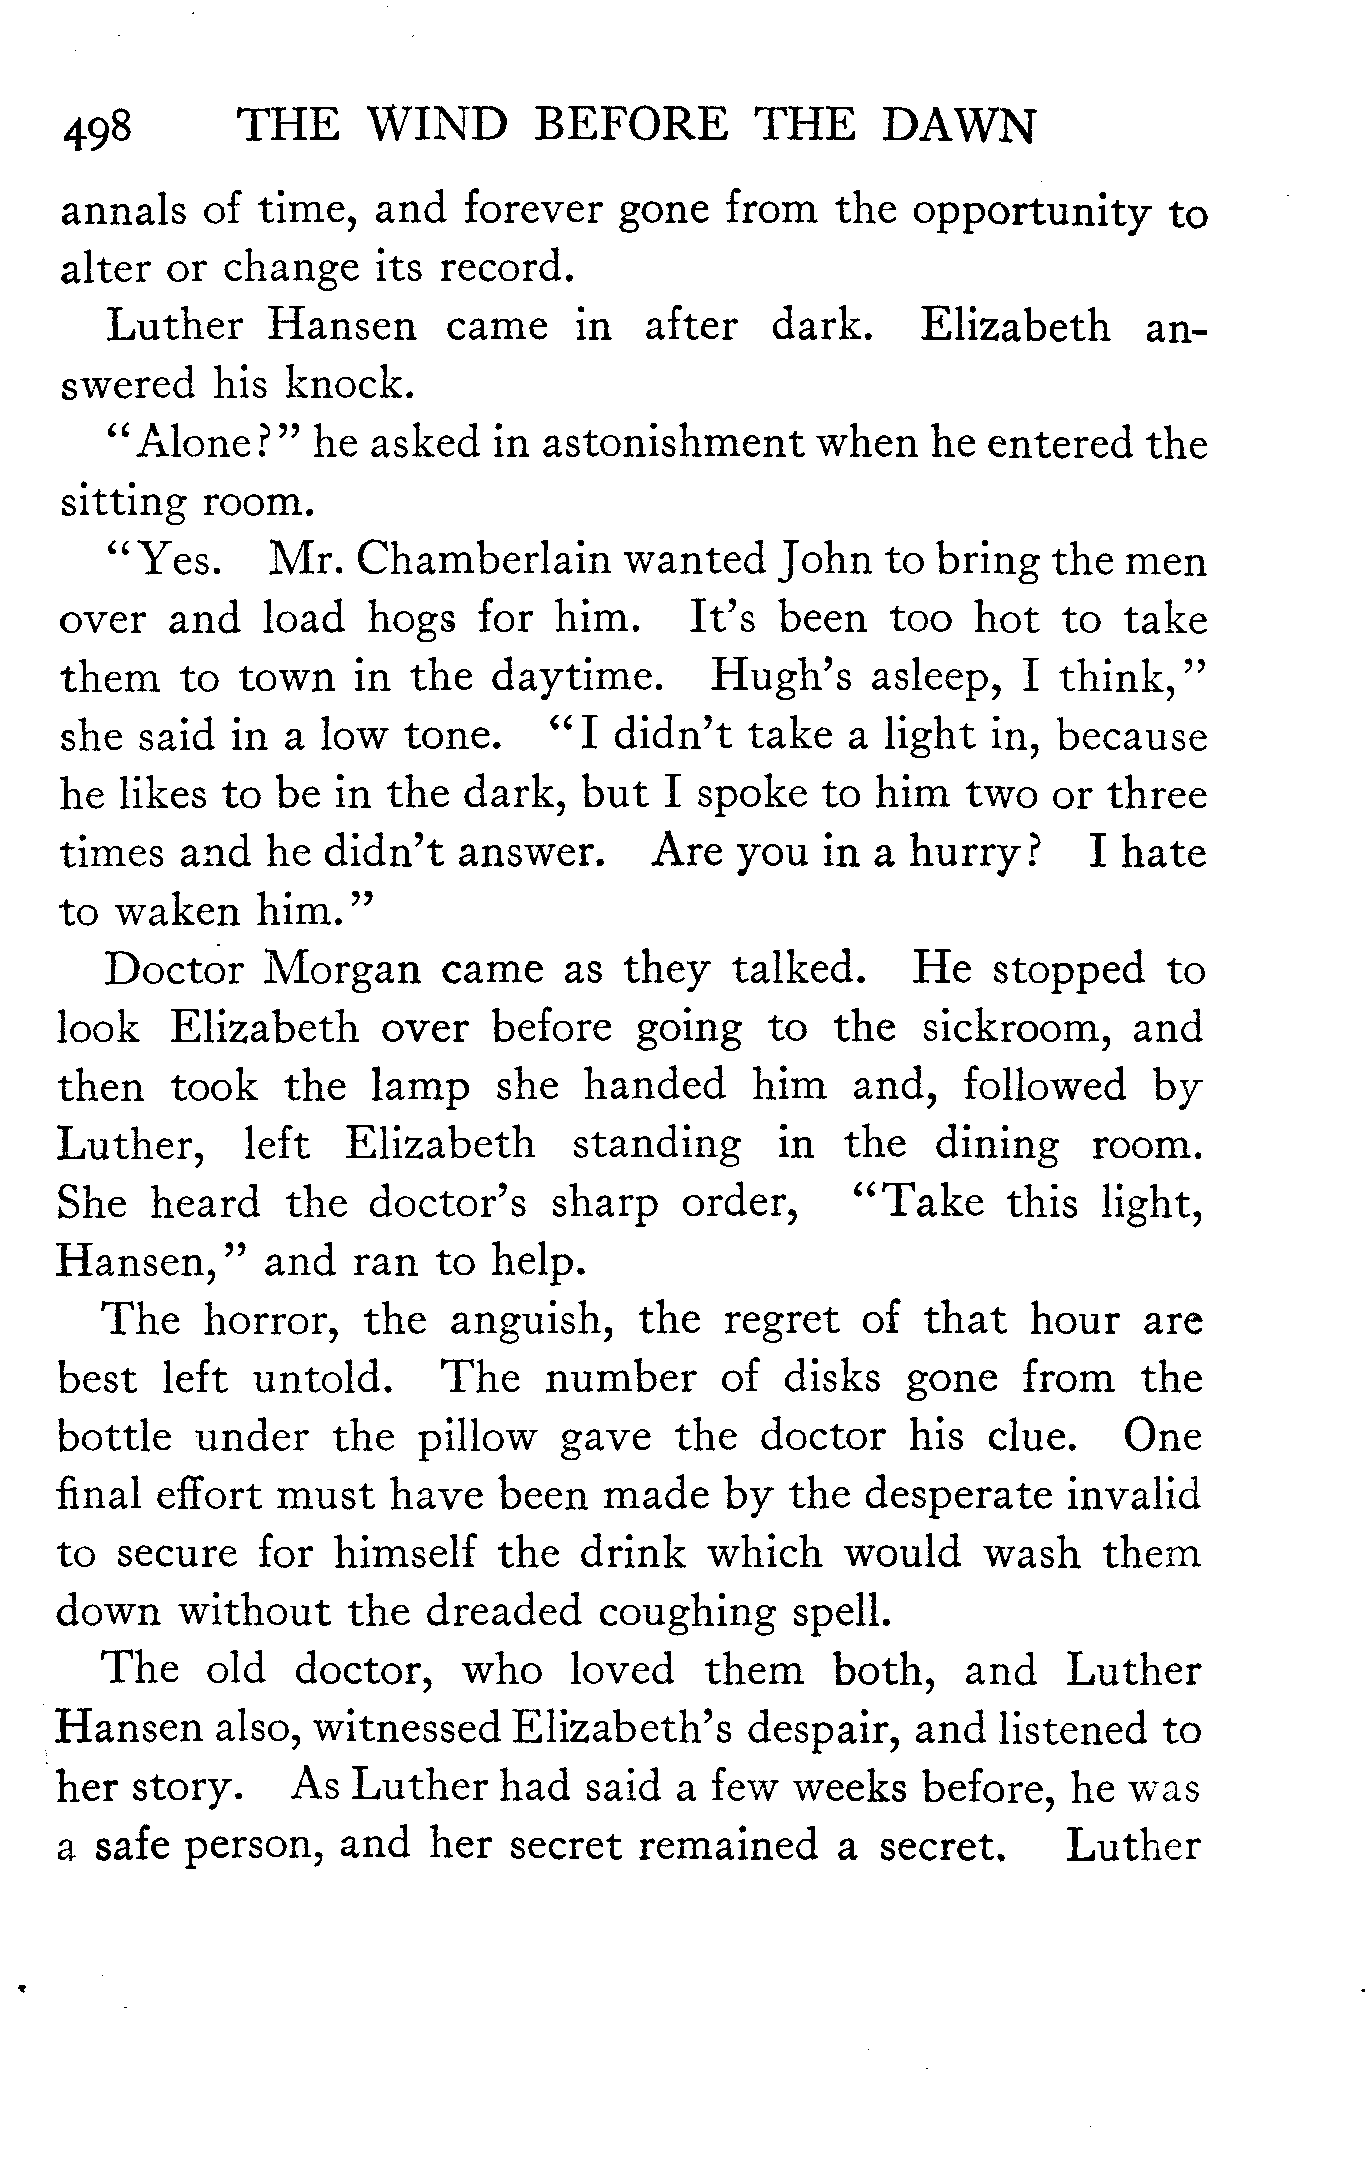 498 THE WIND BEFORE THE DAWN
annals of time, and forever gone from the opportunity to
alter or change its record.
Luther Hansen came in after dark. Elizabeth an-
swered his knock.
"Alone?" he asked in astonishment when he entered the
sitting room.
"Yes. Mr. Chamberlain wanted John to bring the men
over and load hogs for him. It's been too hot to take
them to town in the daytime. Hugh's asleep, I think,"
she said in a low tone. "I didn't take a light in, because
he likes to be in the dark, but I spoke to him two or three
times and he didn't answer. Are you in a hurry? I hate
to waken him."
Doctor Morgan came as they talked. He stopped to
look Elizabeth over before going to the sickroom, and
then took the lamp she handed him and, followed by
Luther, left Elizabeth standing in the dining room.
She heard the doctor's sharp order, "Take this light,
Hansen," and ran to help.
The horror, the anguish, the regret of that hour are
best left untold. The number of disks gone from the
bottle under the pillow gave the doctor his clue. One
final effort must have been made by the desperate invalid
to secure for himself the drink which would wash them
down without the dreaded coughing spell.
The old doctor, who loved them both, and Luther
Hansen also, witnessed Elizabeth's despair, and listened to
her story. As Luther had said a few weeks before, he was
a safe person, and her secret remained a secret. Luther